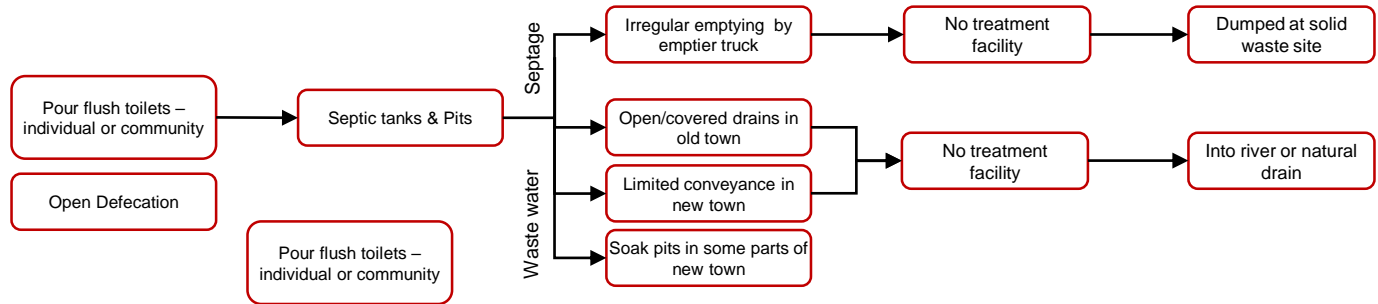 Pour flush toilets –
individual or community
Open Defecation
Pour flush toilets –
individual or community
Septic tanks & Pits
Septage
Waste water
Irregular emptying by
emptier truck
Open/covered drains in
old town
Limited conveyance in
new town
Soak pits in some parts of
new town
No treatment
facility
No treatment
facility
Dumped at solid
waste site
Into river or natural
drain